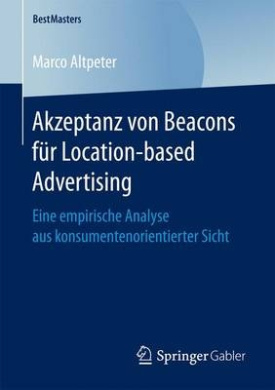 BestMasters
Marco Altpeter
Akzeptanz von Beacons
für Location-based
Advertising
Eine empirische Analyse
aus konsumentenorientierter Sicht
Springer Gabler